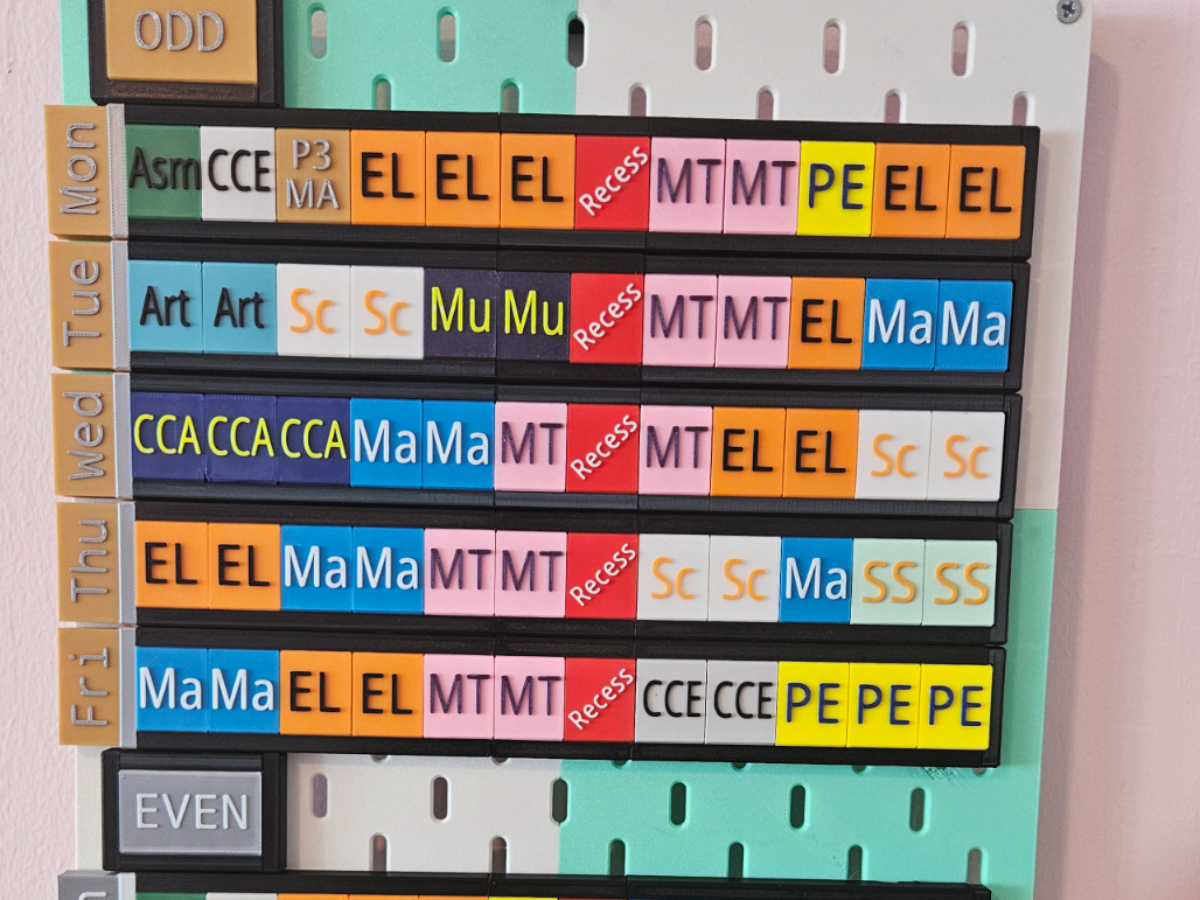 ODD
Mon Asm CCE P3 MA EL EL EL Recess MT MT PE EL EL
Tue Art Art Sc Sc Mu Mu Recess MT MT EL Ma Ma
Wed CCA CCA CCA Ma Ma MT Recess MT EL EL Sc Sc
Thu EL EL Ma Ma MT MT Recess Sc Sc Ma SS SS
Fri Ma Ma EL EL MT MT Recess CCE CCE PE PE PE
EVEN